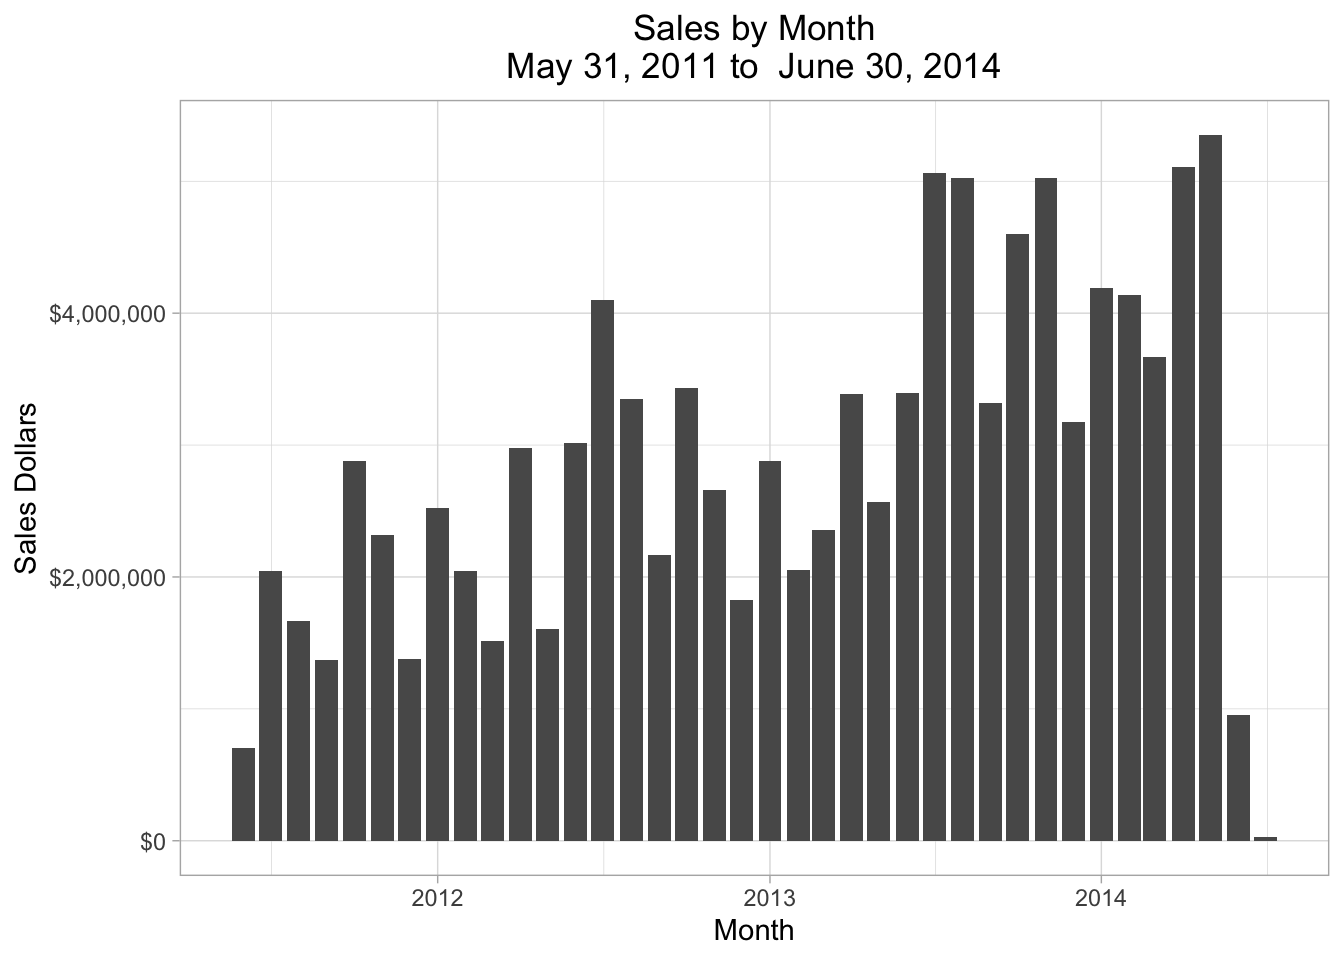 Sales by Month
May 31, 2011 to  June 30, 2014
Sales Dollars
$4,000,000
$2,000,000
$0
2012
2013
2014
Month